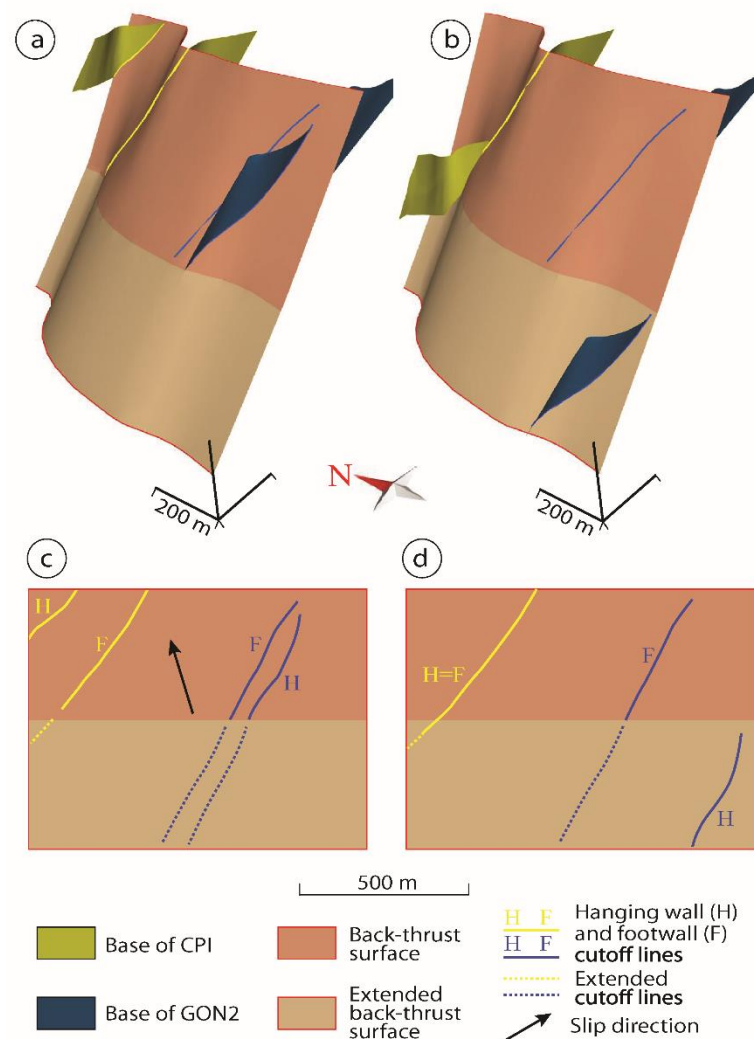 a
b
N
200 m
200 m
c
d
H
F
F
H
H=F
F
H
500 m
Base of CPI
Back-thrust
surface
H F
H F
Hanging wall (H)
and footwall (F)
cutoff lines
Base of GON2
Extended
back-thrust
surface
Extended
cutoff lines
Slip direction